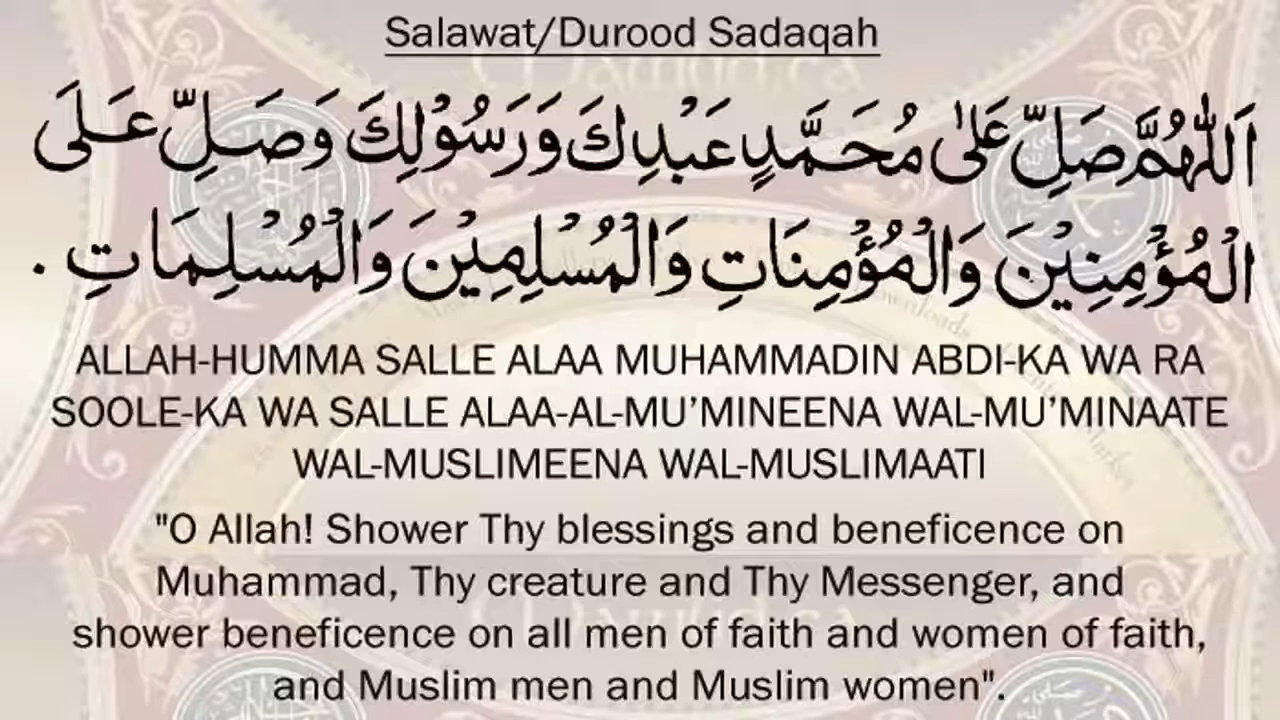 Salawat/Durood Sadaqah
اَللّٰهُمَّ صَلِّ عَلٰى مُحَمَّدٍ عَبْدِكَ وَرَسُوْلِكَ وَصَلِّ عَلَى
الْمُؤْمِنِيْنَ وَالْمُؤْمِنَاتِ وَالْمُسْلِمِيْنَ وَالْمُسْلِمَاتِ .
ALLAH-HUMMA SALLE ALAA MUHAMMADIN ABDI-KA WA RA
SOOLE-KA WA SALLE ALAA-AL-MU’MINEENA WAL-MU’MINAATE
WAL-MUSLIMEENA WAL-MUSLIMAATI
"O Allah! Shower Thy blessings and beneficence on
Muhammad, Thy creature and Thy Messenger, and
shower beneficence on all men of faith and women of faith,
and Muslim men and Muslim women".